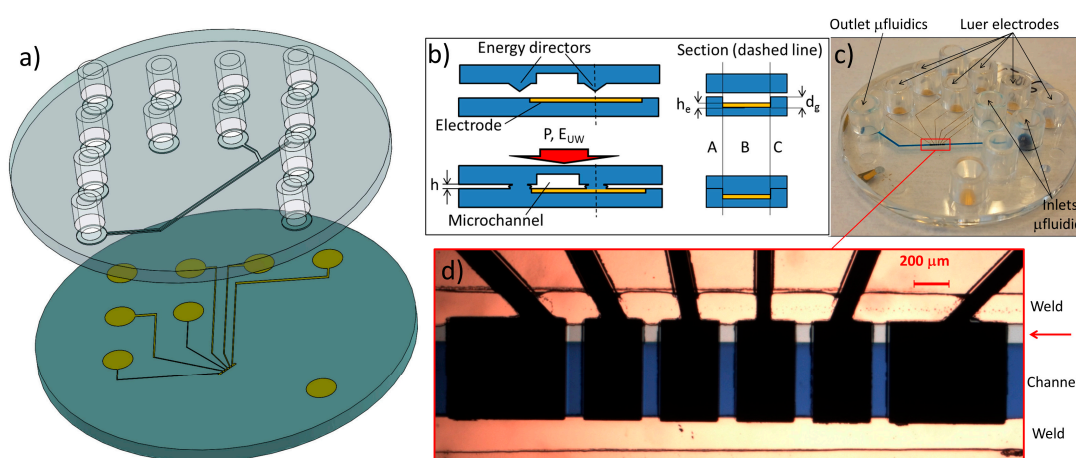 a)
b)
Energy directors
Electrode
P, E_UW
h
Microchannel
Section (dashed line)
h_e
d_g
A B C
c)
Outlet µfluidics
Luer electrodes
Inlets
µfluidic
d)
200 µm
Weld
Channe
Weld